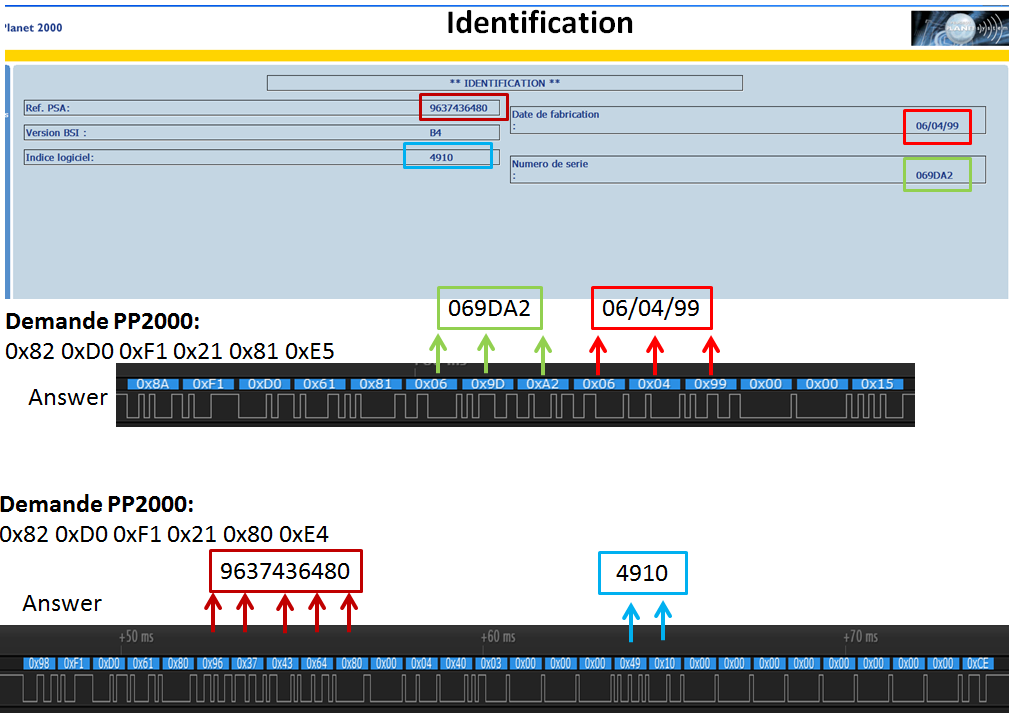 Identification
Planet 2000
** IDENTIFICATION **
Ref. PSA:
9637436480
Date de fabrication
:
06/04/99
Version BSI :
B4
Indice logiciel:
4910
Numero de serie
:
069DA2
069DA2
06/04/99
Demande PP2000:
0x82 0xD0 0xF1 0x21 0x81 0xE5
Answer
0x8A 0xF1 0xD0 0x61 0x81 0x06 0x9D 0xA2 0x06 0x04 0x99 0x00 0x00 0x15
Demande PP2000:
0x82 0xD0 0xF1 0x21 0x80 0xE4
9637436480
4910
Answer
+50 ms
+60 ms
+70 ms
0x98 0xF1 0xD0 0x61 0x80 0x96 0x37 0x43 0x64 0x80 0x00 0x04 0x40 0x03 0x00 0x00 0x00 0x49 0x10 0x00 0x00 0x00 0x00 0x00 0x00 0x00 0x00 0xCE